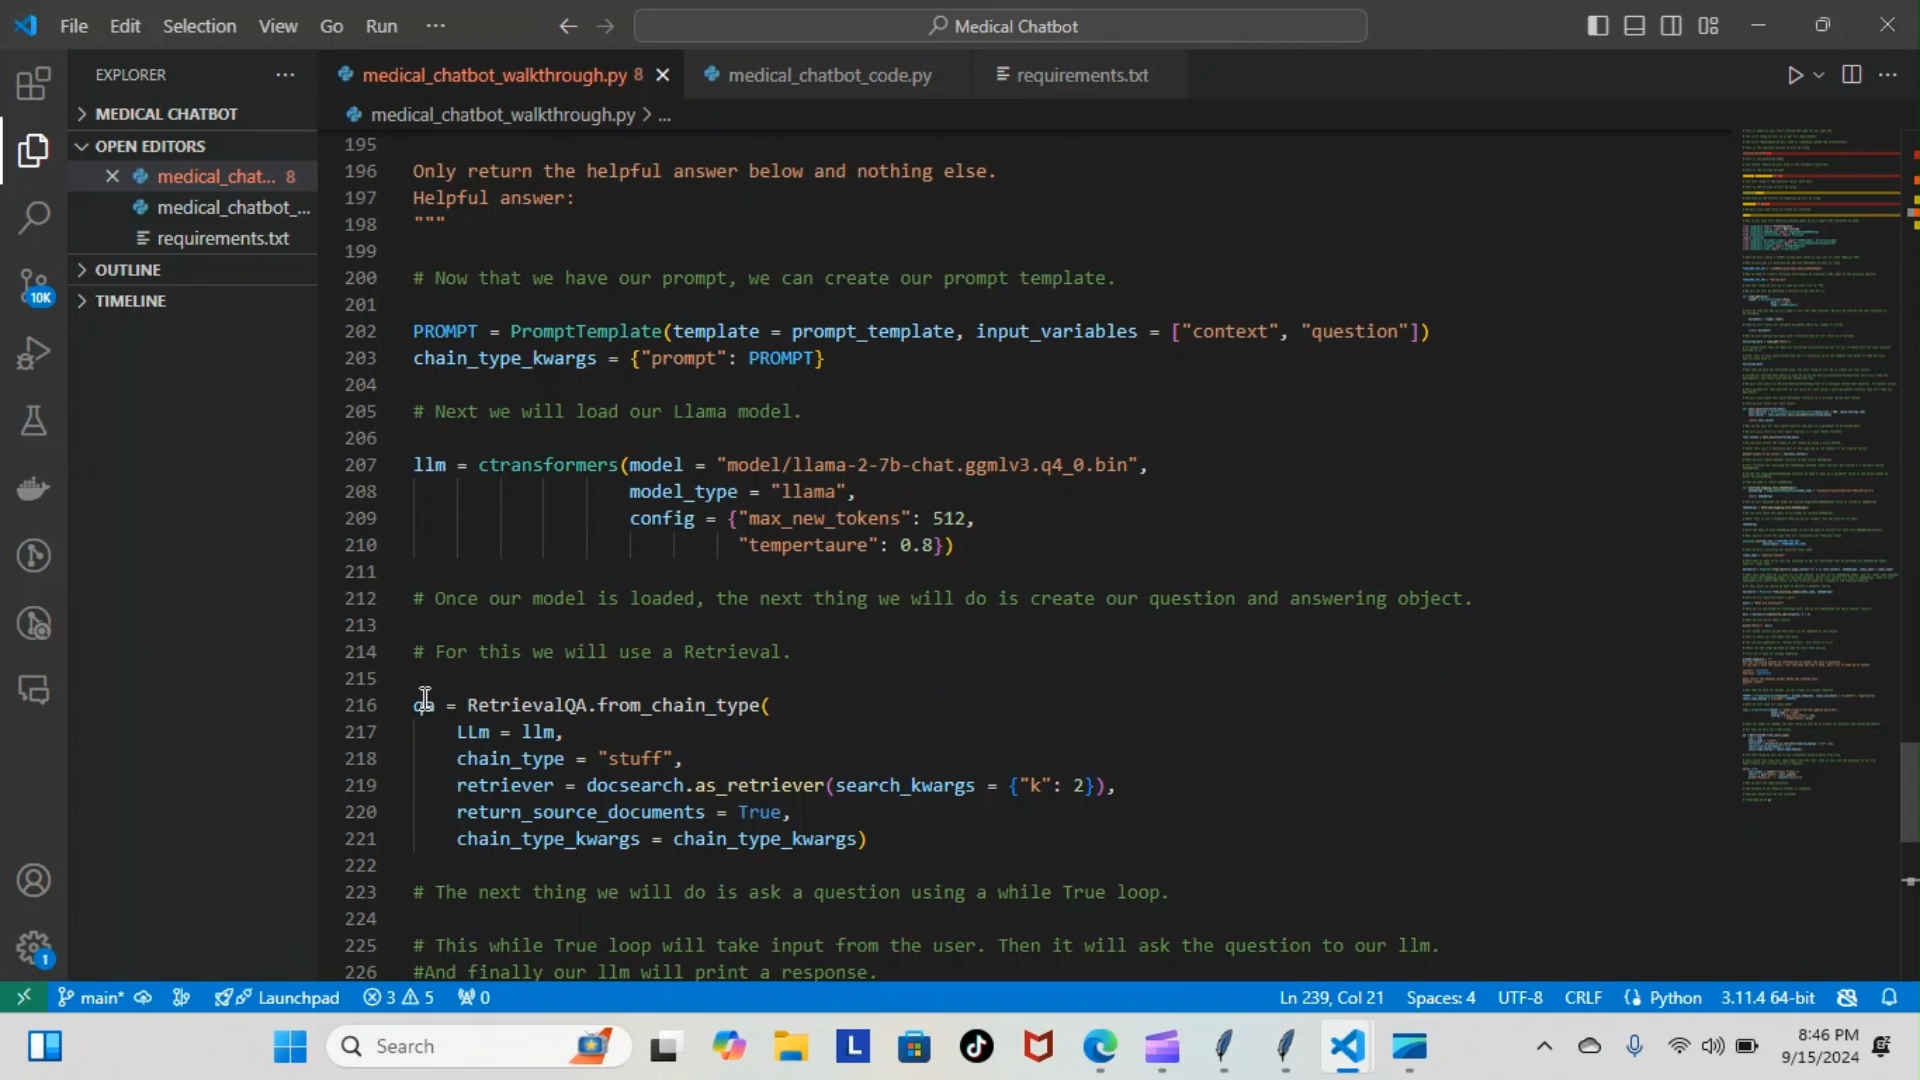 File Edit Selection View Go Run ···
Medical Chatbot
EXPLORER ···
MEDICAL CHATBOT
OPEN EDITORS
medical_chat... 8
medical_chatbot_...
requirements.txt
OUTLINE
TIMELINE
10K
1
medical_chatbot_walkthrough.py 8
medical_chatbot_code.py
requirements.txt
medical_chatbot_walkthrough.py > ...
195
196 Only return the helpful answer below and nothing else.
197 Helpful answer:
198 """
199
200 # Now that we have our prompt, we can create our prompt template.
201
202 PROMPT = PromptTemplate(template = prompt_template, input_variables = ["context", "question"])
203 chain_type_kwargs = {"prompt": PROMPT}
204
205 # Next we will load our Llama model.
206
207 llm = ctransformers(model = "model/llama-2-7b-chat.ggmlv3.q4_0.bin",
208 model_type = "llama",
209 config = {"max_new_tokens": 512,
210 "tempertaure": 0.8})
211
212 # Once our model is loaded, the next thing we will do is create our question and answering object.
213
214 # For this we will use a Retrieval.
215
216 qa = RetrievalQA.from_chain_type(
217 LLm = llm,
218 chain_type = "stuff",
219 retriever = docsearch.as_retriever(search_kwargs = {"k": 2}),
220 return_source_documents = True,
221 chain_type_kwargs = chain_type_kwargs)
222
223 # The next thing we will do is ask a question using a while True loop.
224
225 # This while True loop will take input from the user. Then it will ask the question to our llm.
226 #And finally our llm will print a response.
main* Launchpad 3 5 0
Ln 239, Col 21 Spaces: 4 UTF-8 CRLF Python 3.11.4 64-bit
Search
L
8:46 PM
9/15/2024